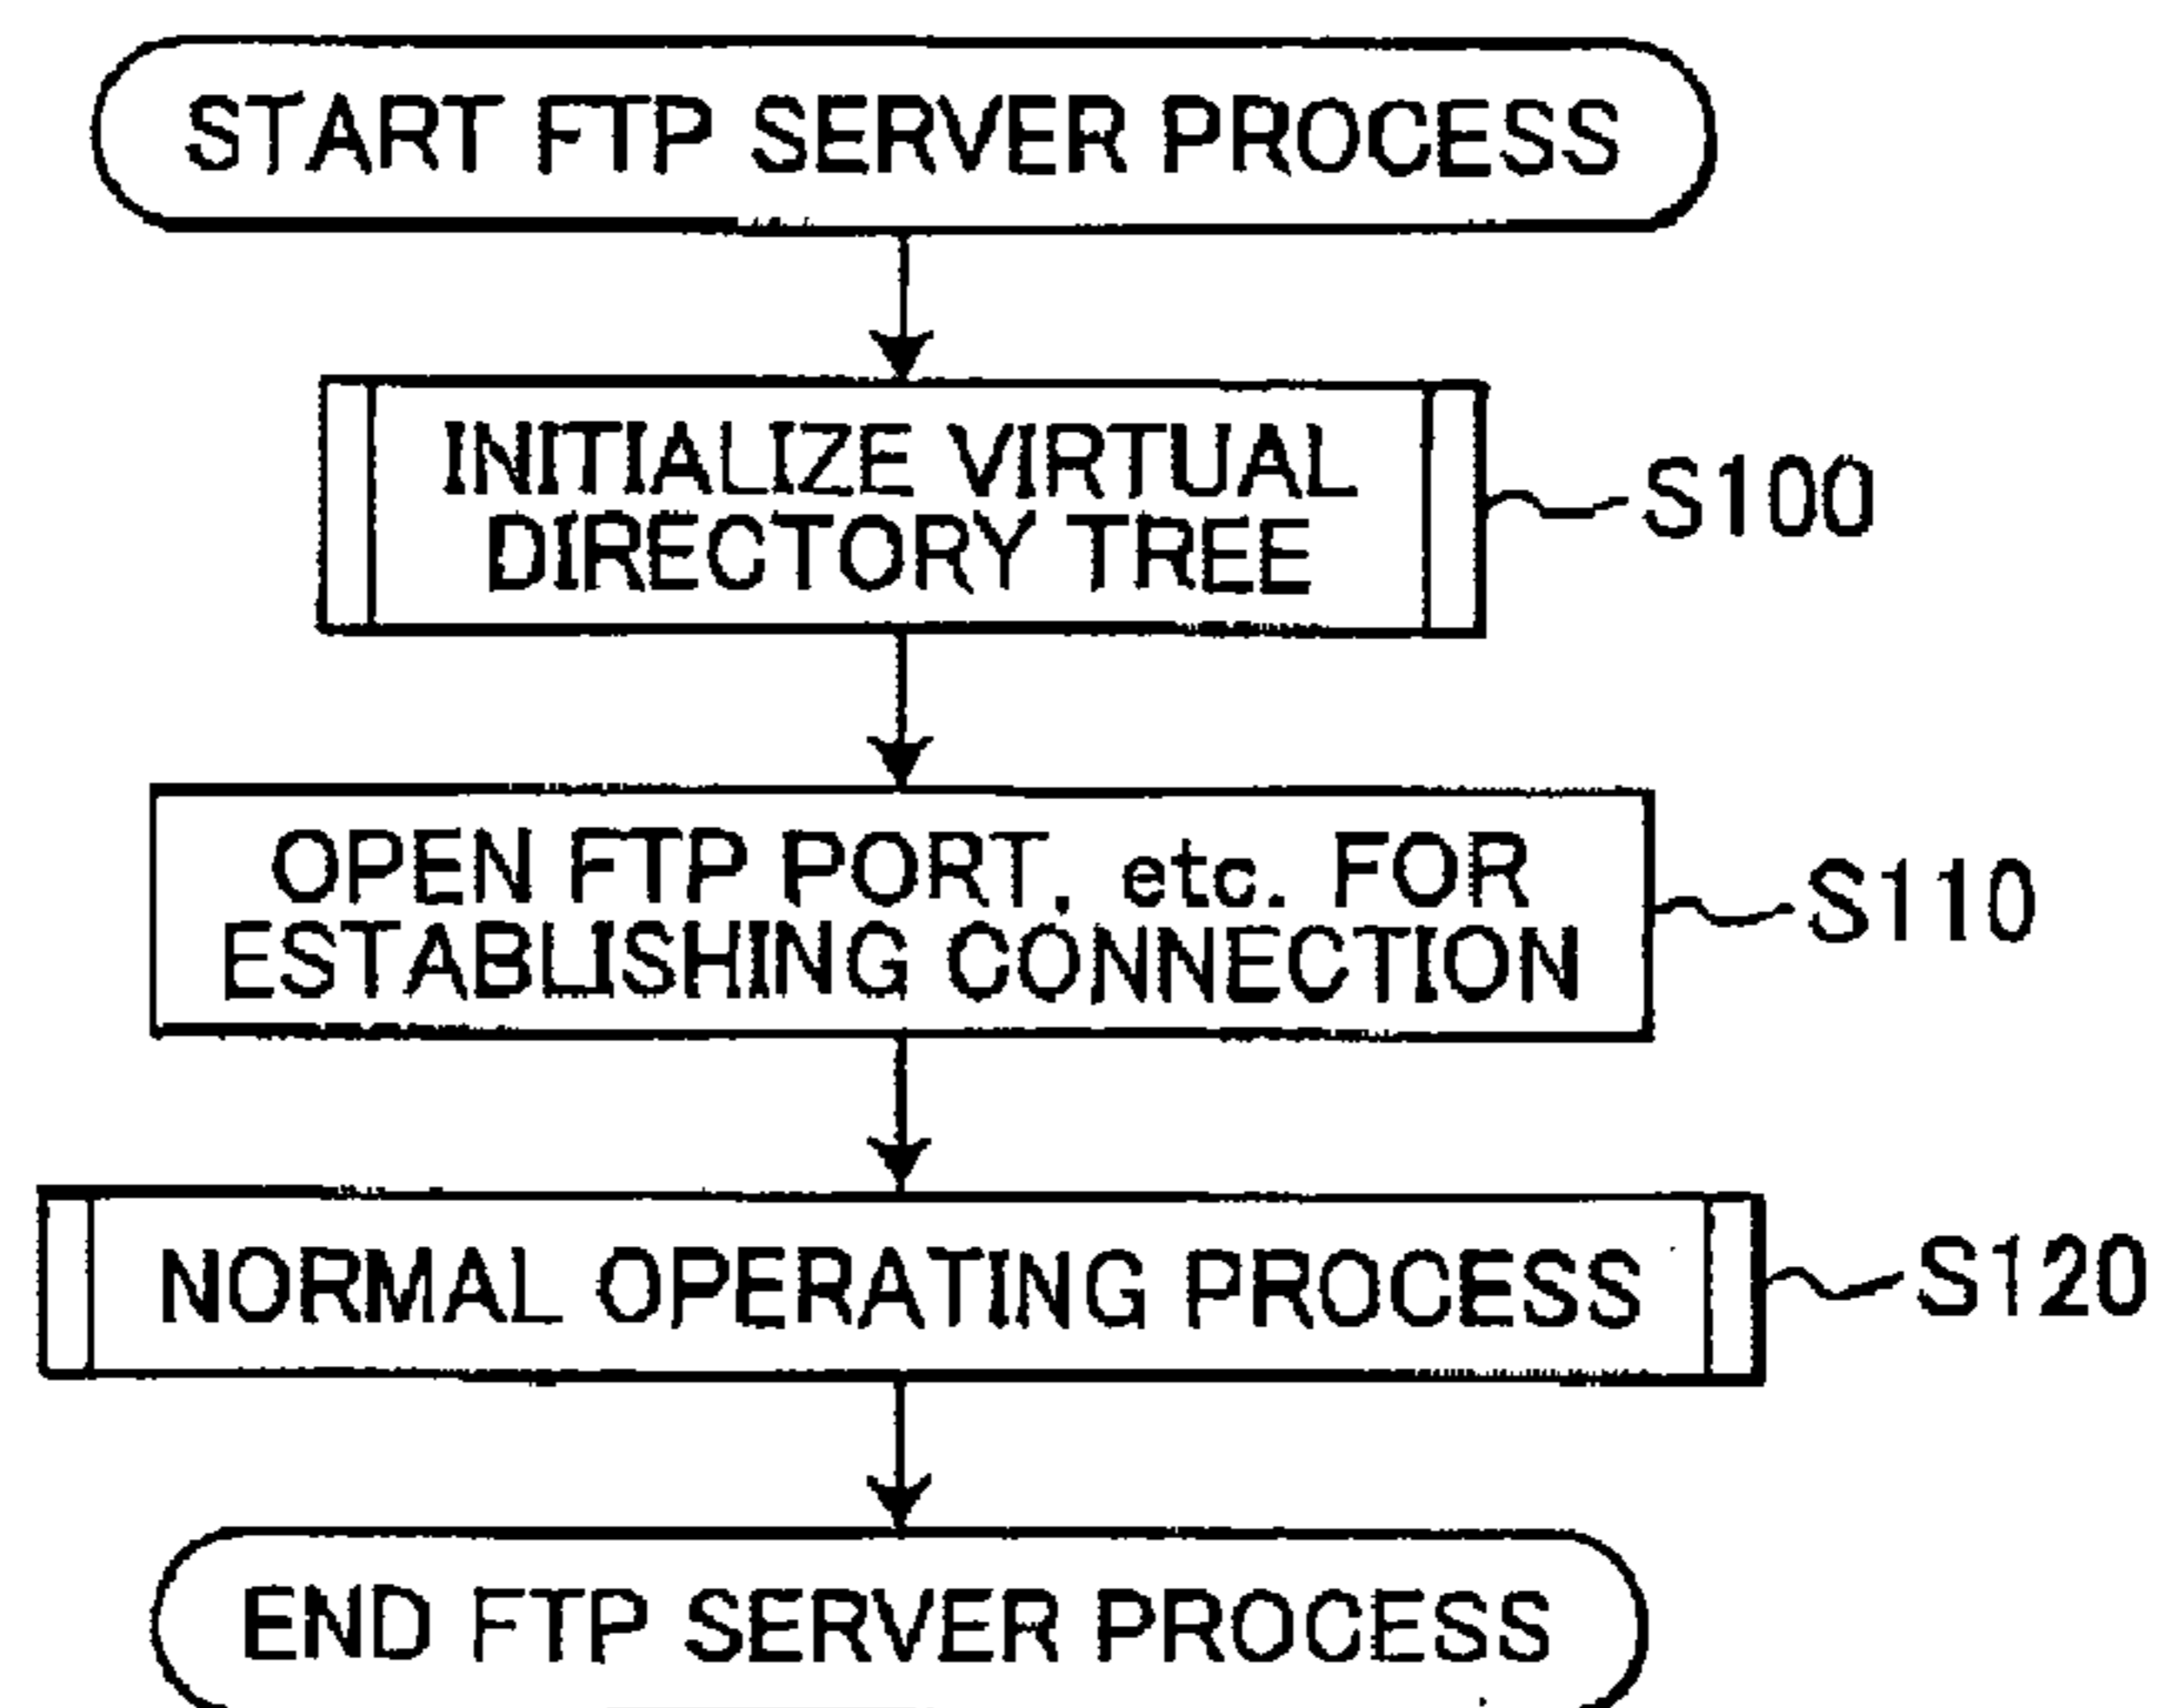 START FTP SERVER PROCESS
INITIALIZE VIRTUAL
DIRECTORY TREE
S100
OPEN FTP PORT, etc. FOR
ESTABLISHING CONNECTION
S110
NORMAL OPERATING PROCESS
S120
END FTP SERVER PROCESS